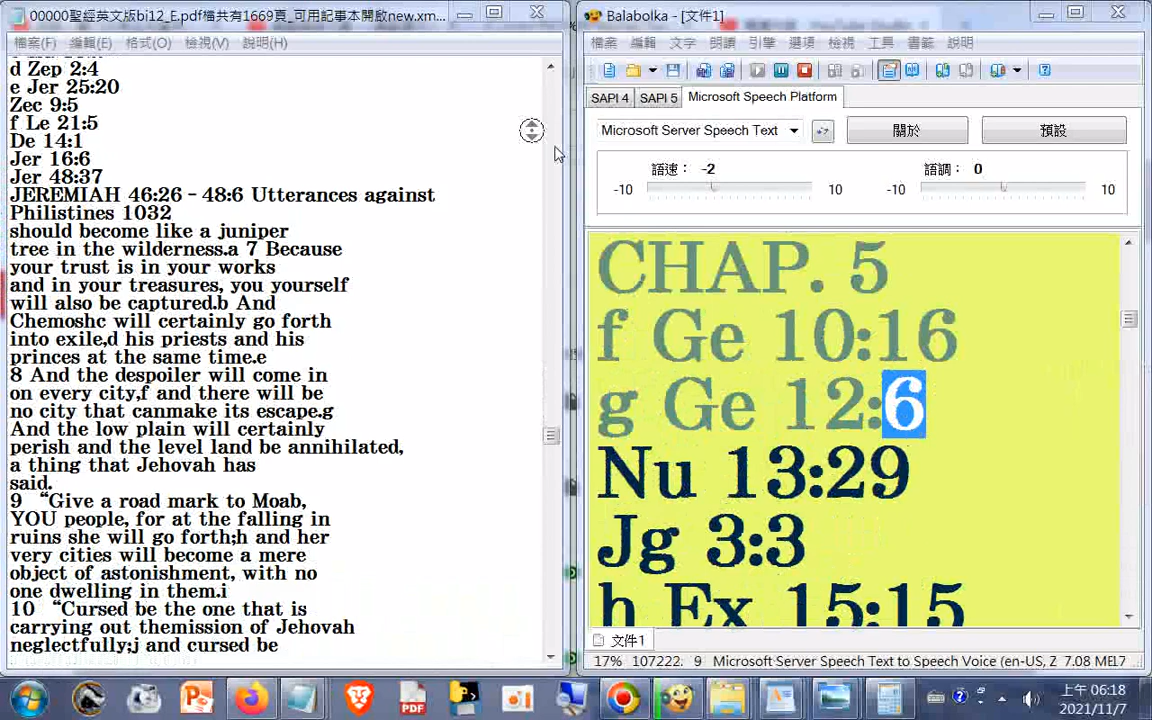 00000聖經英文版bi12_E.pdf檔共有1669頁_可用記事本開啟new.xm...
檔案(F) 編輯(E) 格式(O) 檢視(V) 說明(H)
d Zep 2:4
e Jer 25:20
Zec 9:5
f Le 21:5
De 14:1
Jer 16:6
Jer 48:37
JEREMIAH 46:26 - 48:6 Utterances against
Philistines 1032
should become like a juniper
tree in the wilderness.a 7 Because
your trust is in your works
and in your treasures, you yourself
will also be captured.b And
Chemoshc will certainly go forth
into exile,d his priests and his
princes at the same time.e
8 And the despoiler will come in
on every city,f and there will be
no city that canmake its escape.g
And the low plain will certainly
perish and the level land be annihilated,
a thing that Jehovah has
said.
9 “Give a road mark to Moab,
YOU people, for at the falling in
ruins she will go forth;h and her
very cities will become a mere
object of astonishment, with no
one dwelling in them.i
10 “Cursed be the one that is
carrying out themission of Jehovah
neglectfully;j and cursed be
Balabolka - [文件1]
檔案 編輯 文字 朗讀 引擎 選項 檢視 工具 書籤 說明
SAPI 4 SAPI 5 Microsoft Speech Platform
Microsoft Server Speech Text 關於 預設
語速: -2 語調: 0
-10 10 -10 10
CHAP. 5
f Ge 10:16
g Ge 12:6
Nu 13:29
Jg 3:3
h Ex 15:15
文件1
17% 107222. 9 Microsoft Server Speech Text to Speech Voice (en-US, Z 7.08 ME
上午 06:18
2021/11/7